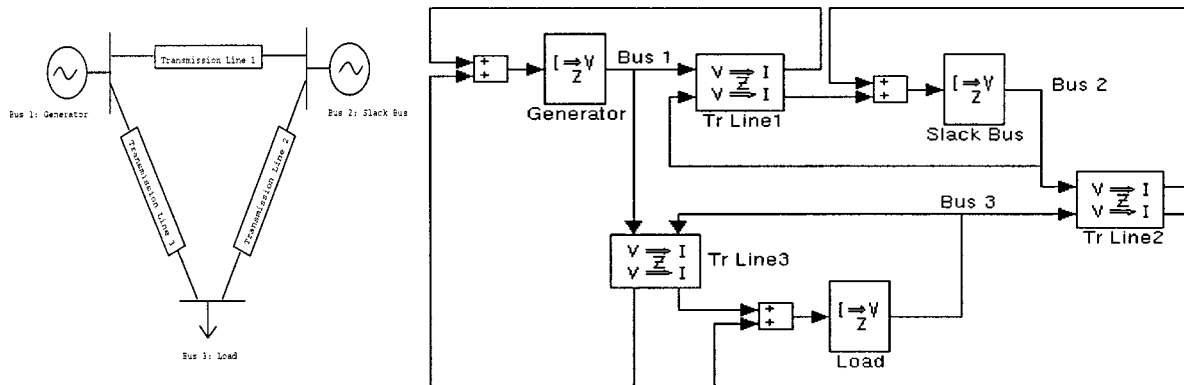 Transmission Line 1
Bus 1: Generator
Bus 2: Slack Bus
Transmission Line 3
Transmission Line 2
Bus 3: Load
+
+
I ⇒ V
Z
Generator
Bus 1
V ⇒ I
Z
V ⇒ I
Tr Line1
+
+
I ⇒ V
Z
Slack Bus
Bus 2
V ⇒ I
Z
V ⇒ I
Tr Line2
Bus 3
V ⇒ I
Z
V ⇒ I
Tr Line3
+
+
I ⇒ V
Z
Load